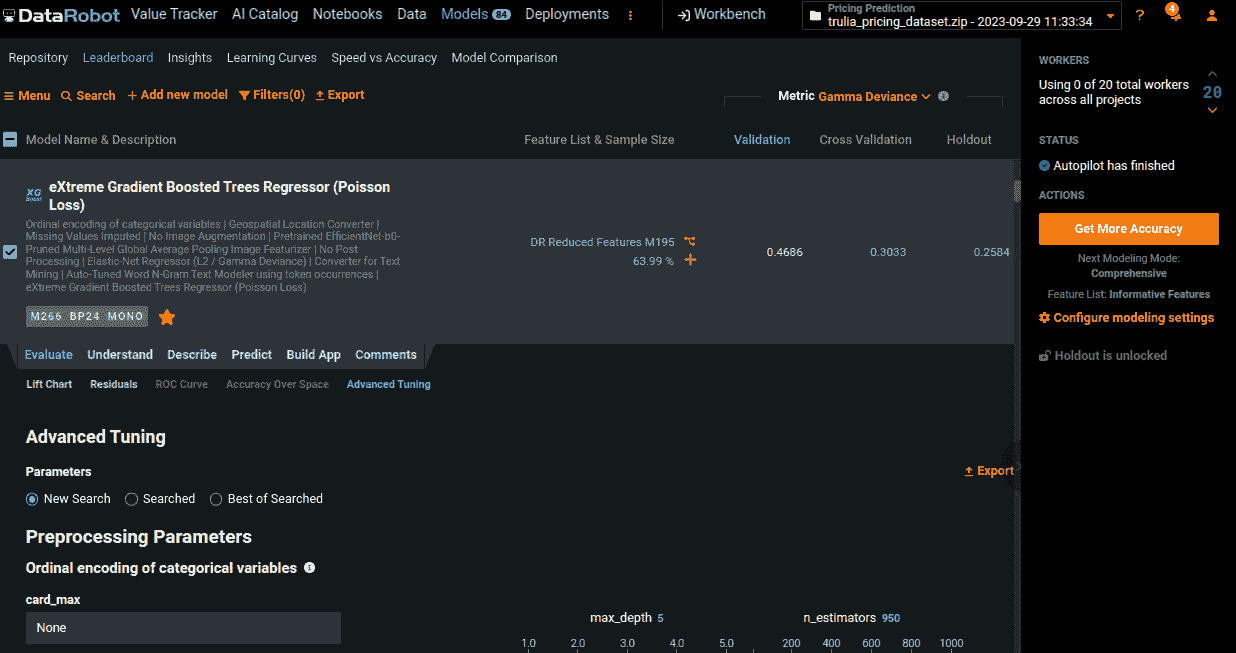 DataRobot Value Tracker AI Catalog Notebooks Data Models 84 Deployments Workbench
Pricing Prediction
trulia_pricing_dataset.zip - 2023-09-29 11:33:34
? 4
Repository Leaderboard Insights Learning Curves Speed vs Accuracy Model Comparison
Menu Search + Add new model Filters(0) Export
Metric Gamma Deviance
Model Name & Description Feature List & Sample Size Validation Cross Validation Holdout
XG
Boost
eXtreme Gradient Boosted Trees Regressor (Poisson
Loss)
Ordinal encoding of categorical variables | Geospatial Location Converter |
Missing Values Imputed | No Image Augmentation | Pretrained EfficientNet-b0-
Pruned Multi-Level Global Average Pooling Image Featurizer | No Post
Processing | Elastic-Net Regressor (L2 / Gamma Deviance) | Converter for Text
Mining | Auto-Tuned Word N-Gram Text Modeler using token occurrences |
eXtreme Gradient Boosted Trees Regressor (Poisson Loss)
DR Reduced Features M195
63.99 %
0.4686 0.3033 0.2584
M266 BP24 MONO
Evaluate Understand Describe Predict Build App Comments
Lift Chart Residuals ROC Curve Accuracy Over Space Advanced Tuning
Advanced Tuning
Parameters
Export
New Search Searched Best of Searched
Preprocessing Parameters
Ordinal encoding of categorical variables
card_max
None
max_depth 5 n_estimators 950
1.0 2.0 3.0 4.0 5.0 200 400 600 800 1000
WORKERS
Using 0 of 20 total workers
across all projects
20
STATUS
Autopilot has finished
ACTIONS
Get More Accuracy
Next Modeling Mode:
Comprehensive
Feature List: Informative Features
Configure modeling settings
Holdout is unlocked